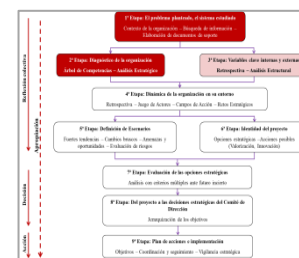 1ª Etapa: El problema planteado, el sistema estudiado
Contexto de la organización – Búsqueda de información –
Elaboración de documentos de soporte
2ª Etapa: Diagnóstico de la organización
Árbol de Competencias – Análisis Estratégico
3ª Etapa: Variables clave internas y externas
Retrospectiva – Análisis Estructural
4ª Etapa: Dinámica de la organización en su entorno
Retrospectiva – Juego de Actores – Campos de Acción – Retos Estratégicos
5ª Etapa: Definición de Escenarios
Fuertes tendencias – Cambios bruscos – Amenazas y
oportunidades – Evaluación de riesgos
6ª Etapa: Identidad del proyecto
Opciones estratégicas –Acciones posibles
(Valorización, Innovación)
7ª Etapa: Evaluación de las opciones estratégicas
Análisis con criterios múltiples ante futuro incierto
8ª Etapa: Del proyecto a las decisiones estratégicas del Comité de
Dirección
Jerarquización de los objetivos
9ª Etapa: Plan de acciones e implementación
Objetivos – Coordinación y seguimiento – Vigilancia estratégica
Reflexión colectiva
Apropiación
Decisión
Acción